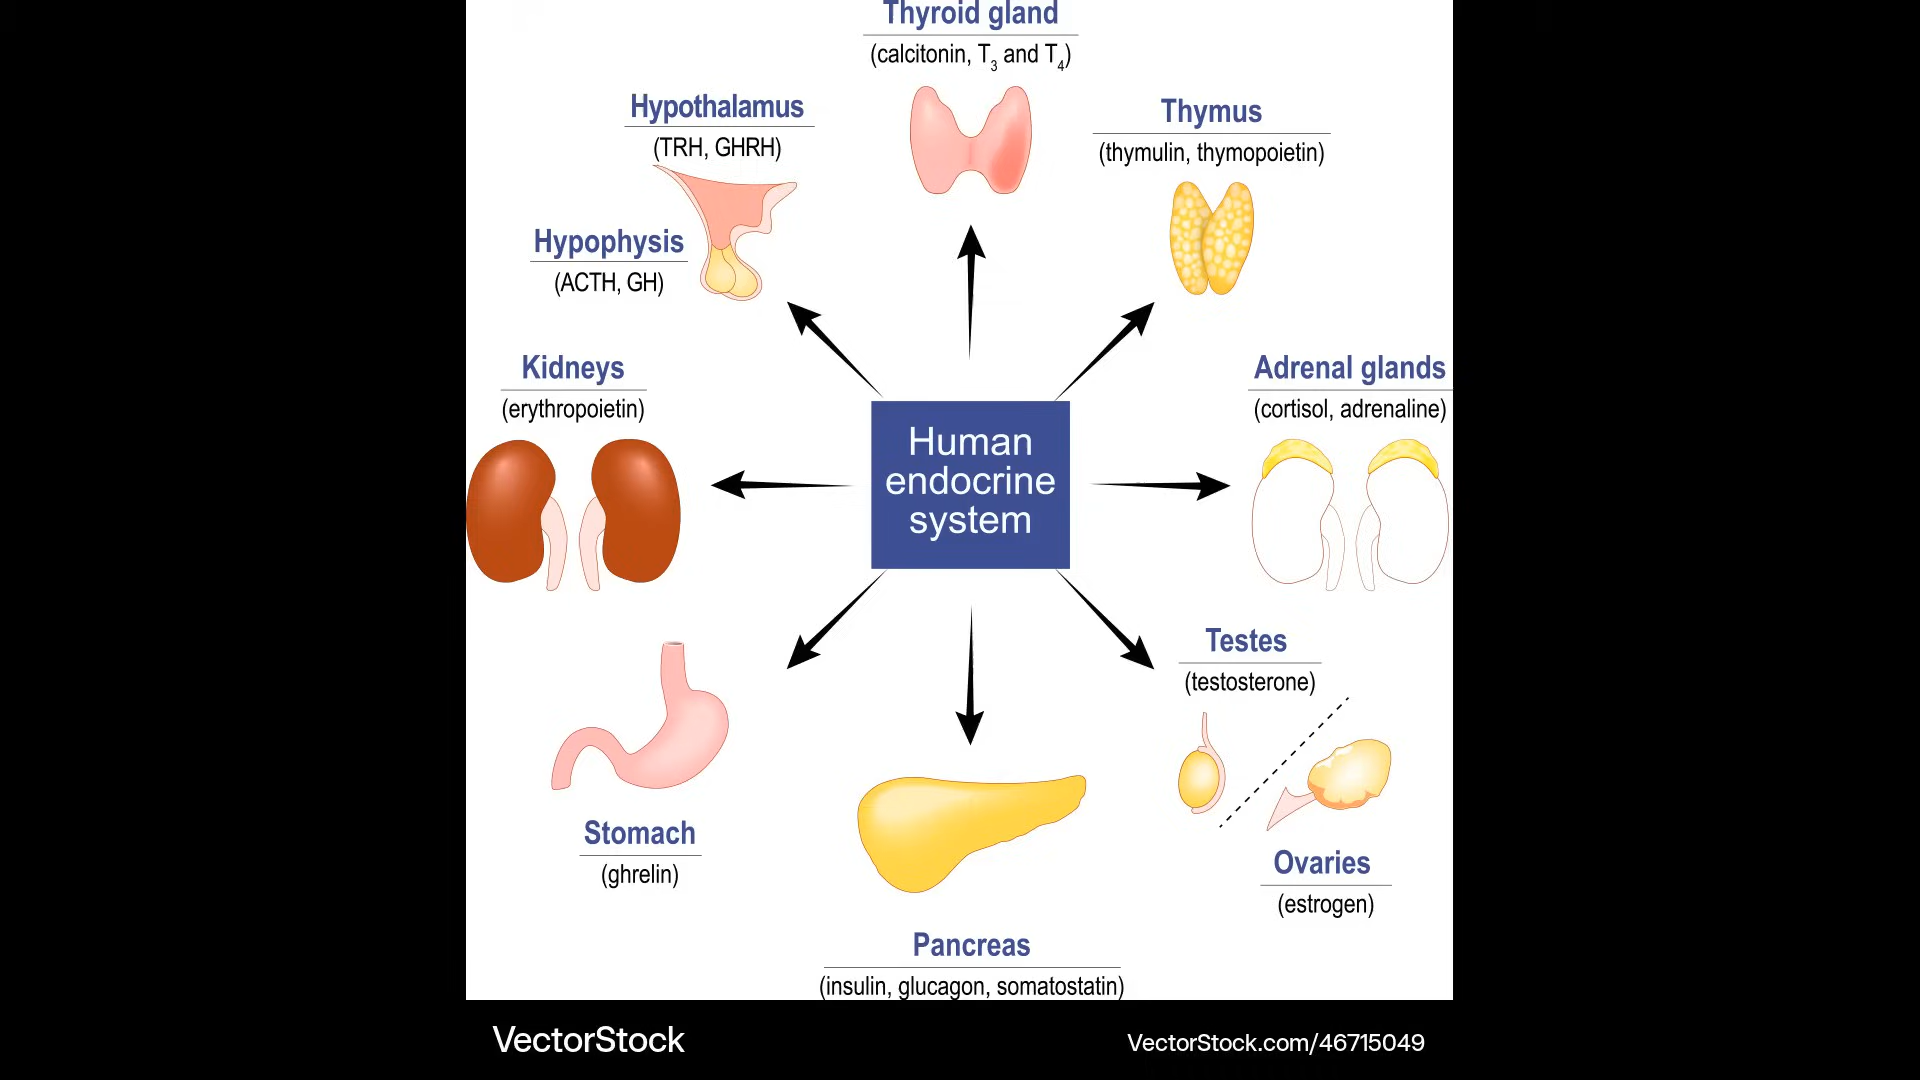 Thyroid gland
(calcitonin, T3 and T4)
Hypothalamus
(TRH, GHRH)
Thymus
(thymulin, thymopoietin)
Hypophysis
(ACTH, GH)
Kidneys
(erythropoietin)
Adrenal glands
(cortisol, adrenaline)
Human
endocrine
system
Testes
(testosterone)
Stomach
(ghrelin)
Ovaries
(estrogen)
Pancreas
(insulin, glucagon, somatostatin)
VectorStock
VectorStock.com/46715049